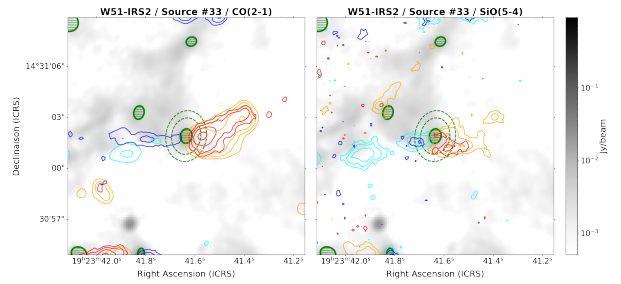 W51-IRS2 / Source #33 / CO(2-1)
W51-IRS2 / Source #33 / SiO(5-4)
14°31'06"
03"
00"
30'57"
Declinaison (ICRS)
19ʰ23ᵐ42.0ˢ 41.8ˢ 41.6ˢ 41.4ˢ 41.2ˢ
Right Ascension (ICRS)
19ʰ23ᵐ42.0ˢ 41.8ˢ 41.6ˢ 41.4ˢ 41.2ˢ
Right Ascension (ICRS)
10⁻¹
10⁻²
10⁻³
Jy/beam